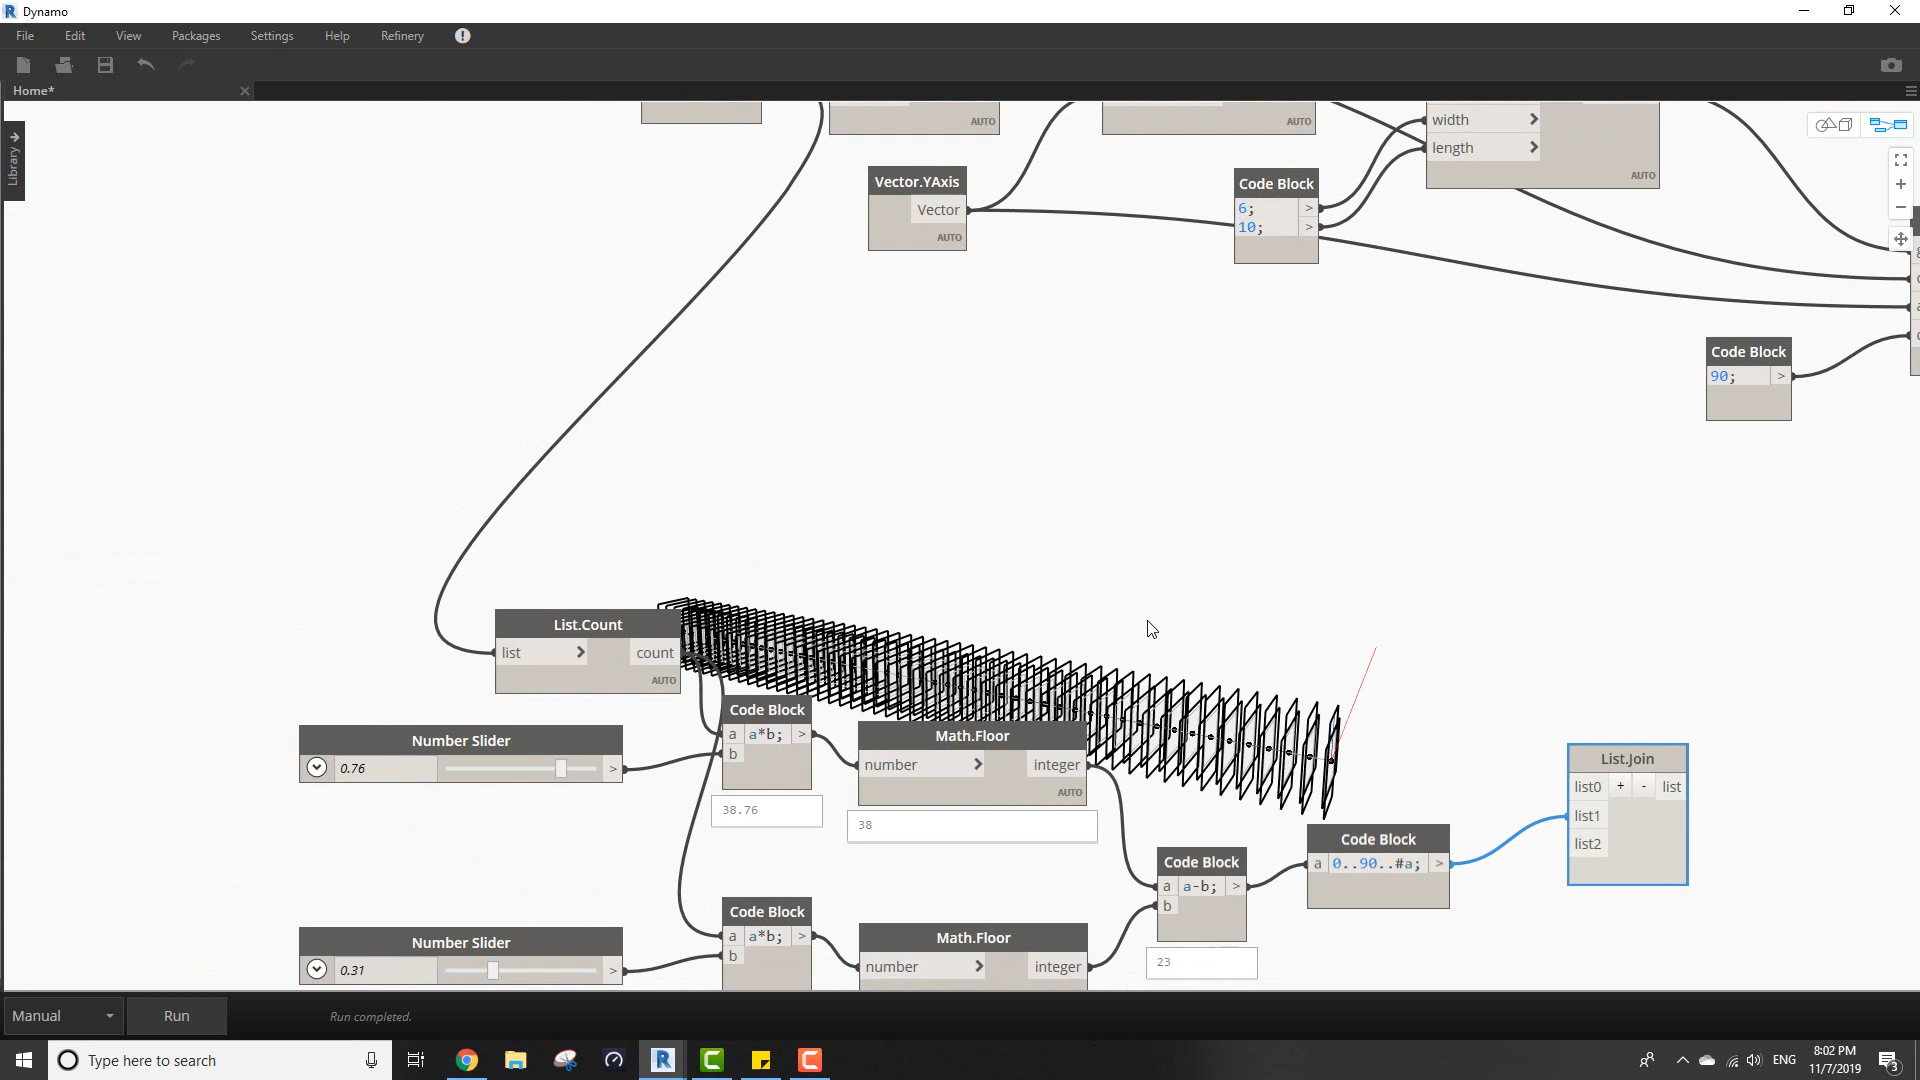 Dynamo
File Edit View Packages Settings Help Refinery
Home*
Library
AUTO
AUTO
width >
length >
AUTO
Vector.YAxis
Vector
AUTO
Code Block
6; >
10; >
Code Block
90; >
List.Count
list > count
AUTO
Code Block
a a*b; >
b
38.76
Math.Floor
number > integer
AUTO
38
Number Slider
0.76 >
List.Join
list0 + - list
list1
list2
Code Block
a 0..90..#a; >
Code Block
a a-b; >
b
23
Code Block
a a*b; >
b
Math.Floor
number > integer
Number Slider
0.31 >
Manual Run Run completed.
Type here to search
ENG
8:02 PM
11/7/2019
3